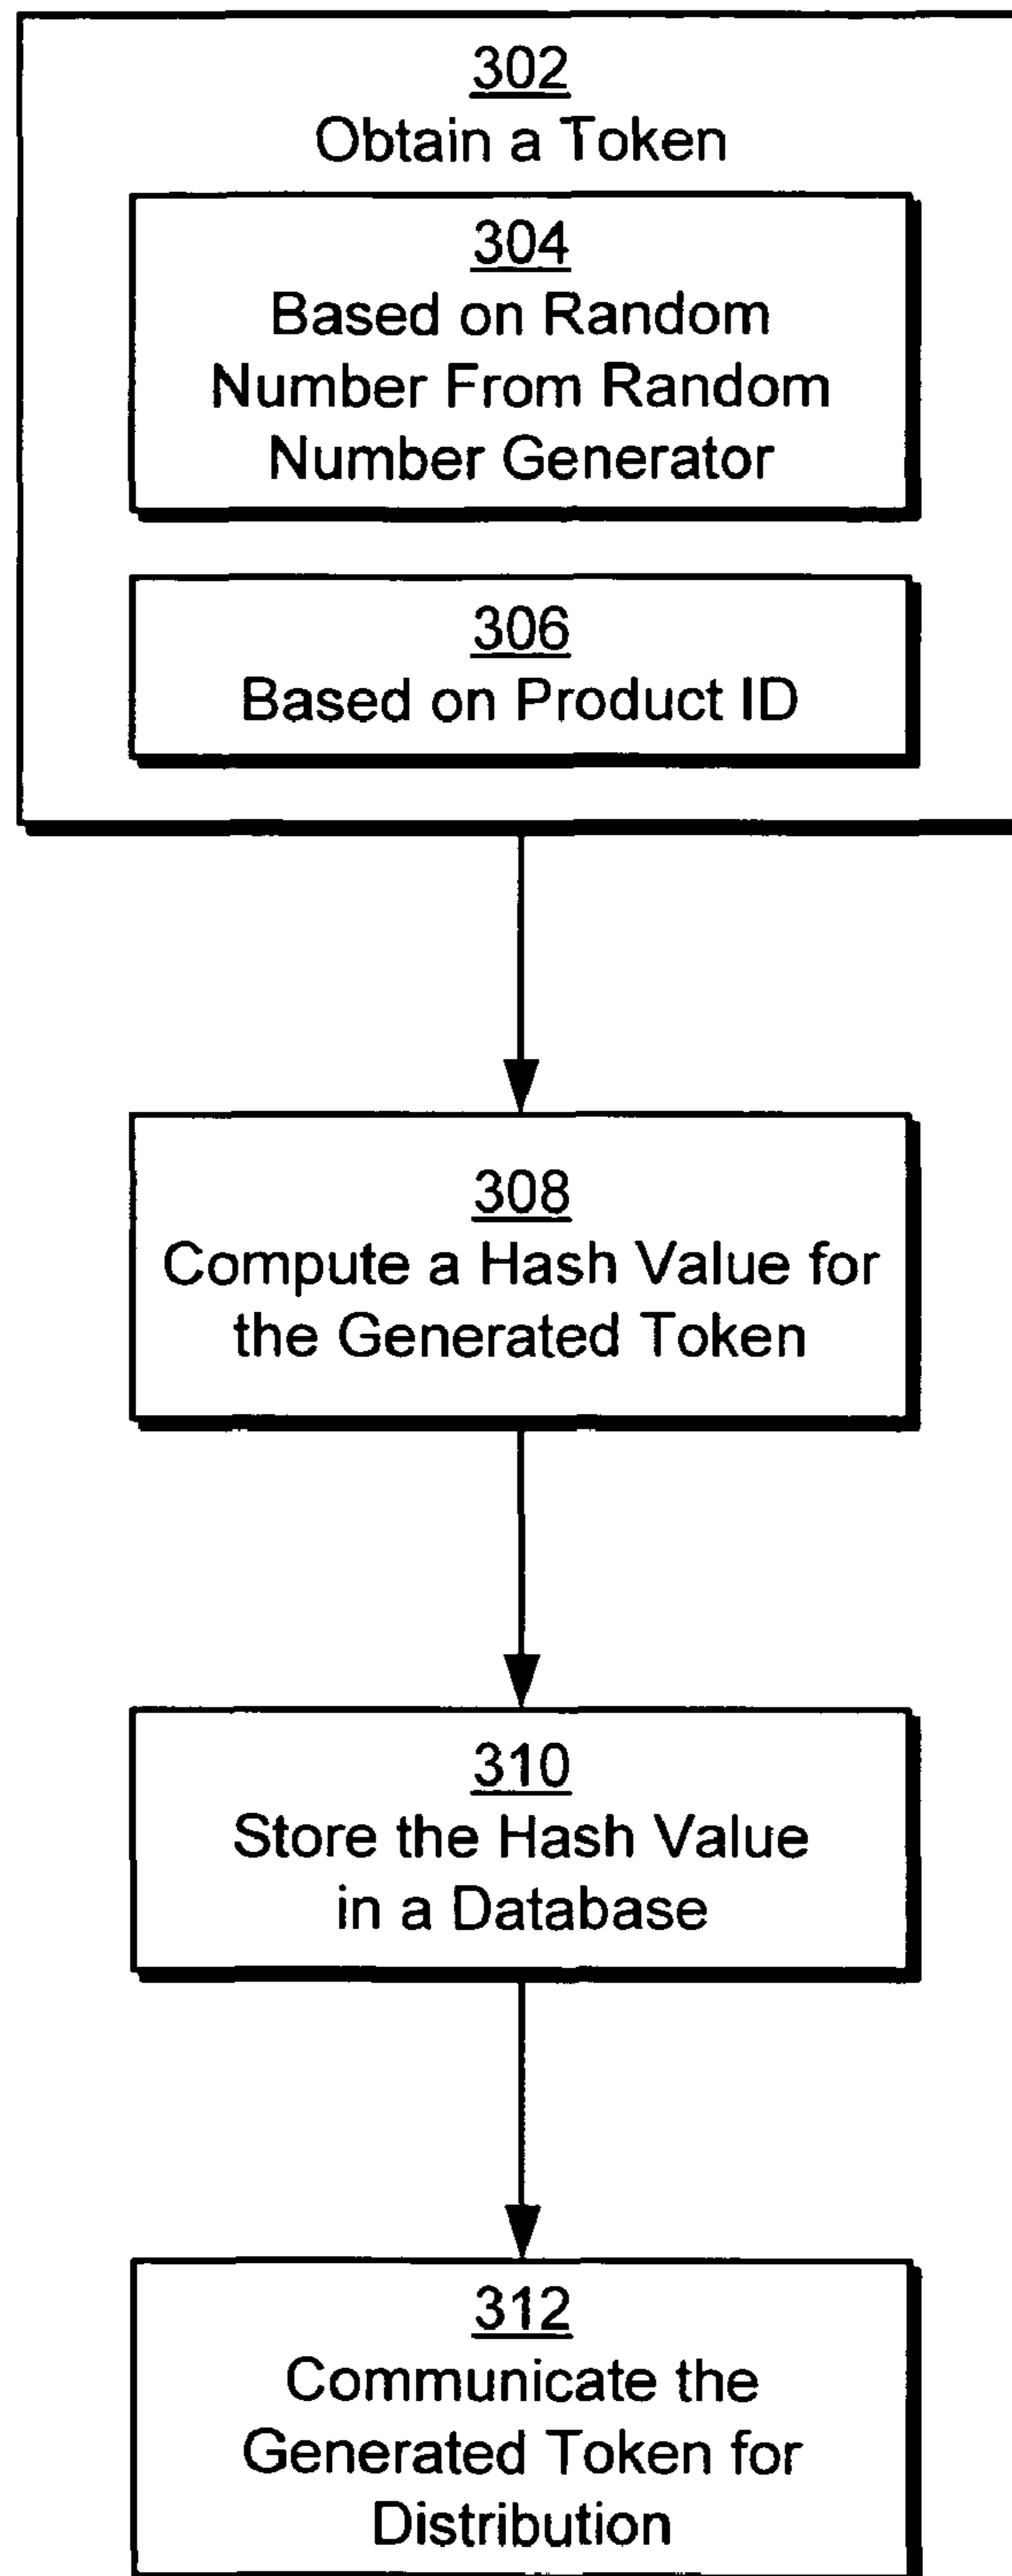 302
Obtain a Token
304
Based on Random
Number From Random
Number Generator
306
Based on Product ID
308
Compute a Hash Value for
the Generated Token
310
Store the Hash Value
in a Database
312
Communicate the
Generated Token for
Distribution